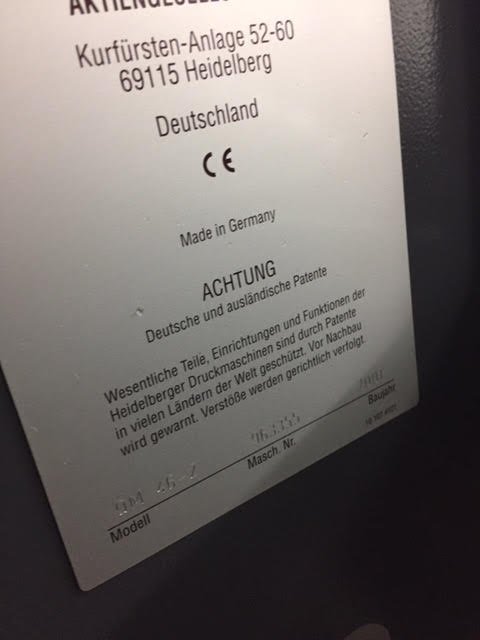 Kurfürsten-Anlage 52-60
69115 Heidelberg
Deutschland
CE
Made in Germany
ACHTUNG
Deutsche und ausländische Patente
Wesentliche Teile, Einrichtungen und Funktionen der
Heidelberger Druckmaschinen sind durch Patente
in vielen Ländern der Welt geschützt. Vor Nachbau
wird gewarnt. Verstöße werden gerichtlich verfolgt.
Modell Masch. Nr. Baujahr